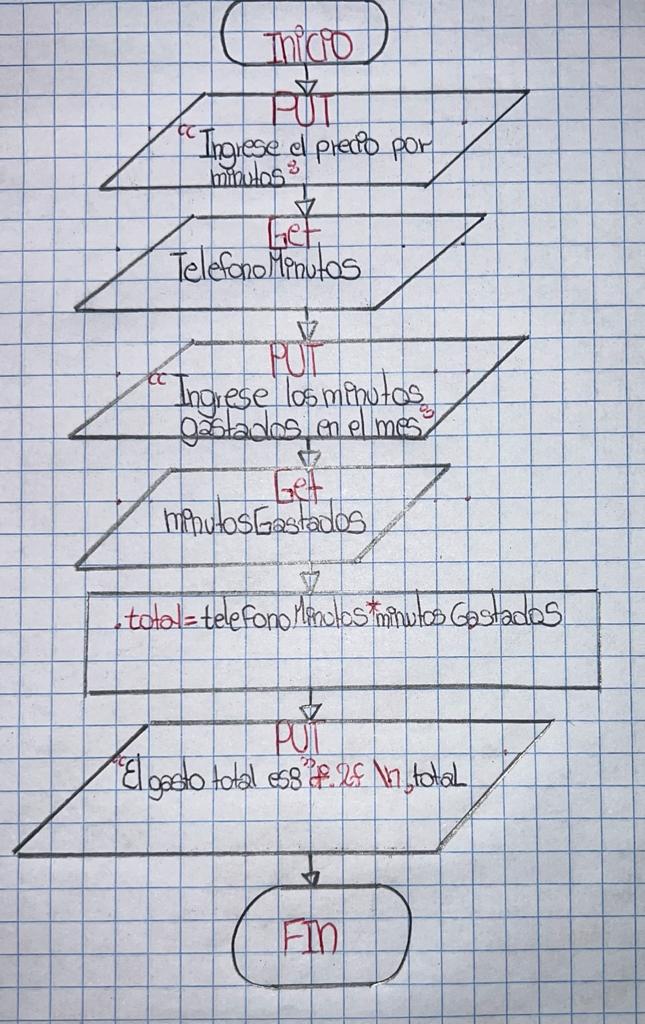 Inicio
PUT
"Ingrese el precio por
minutos:
Get
TelefonoMinutos
PUT
"Ingrese los minutos
gastados en el mes:
Get
minutosGastados
.total=telefonoMinutos*minutosGastados
PUT
"El gasto total es:" f.2f \n,total
FIN